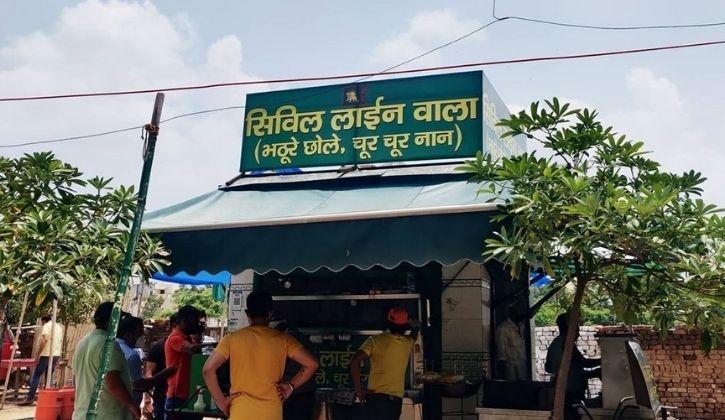 सिविल लाईन वाला
(भठूरे छोले, चूर चूर नान)